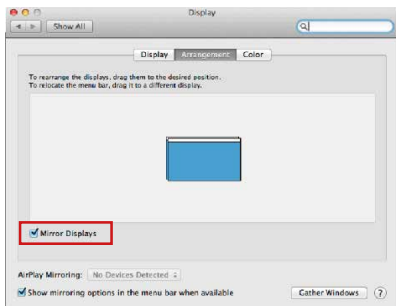 Display
Show All
Display Arrangement Color
To rearrange the displays, drag them to the desired position.
To relocate the menu bar, drag it to a different display.
Mirror Displays
AirPlay Mirroring: No Devices Detected
Show mirroring options in the menu bar when available
Gather Windows ?